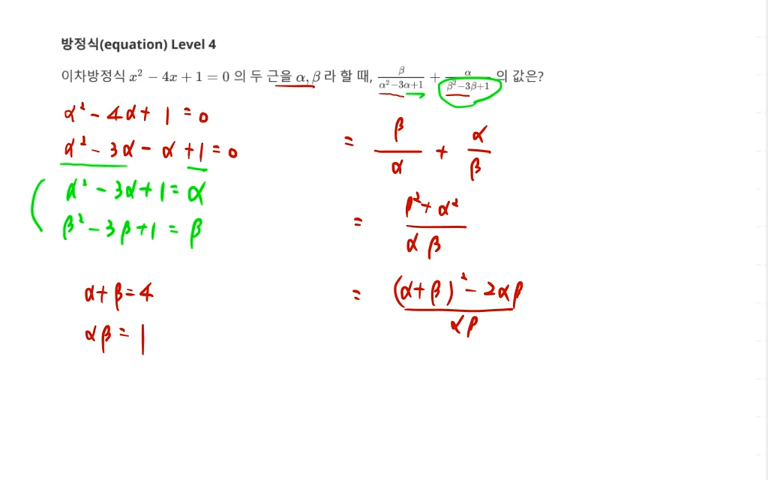 방정식(equation) Level 4
이차방정식 x² − 4x + 1 = 0 의 두 근을 α, β 라 할 때, β/(α²−3α+1) + α/(β²−3β+1) 의 값은?
α² − 4α + 1 = 0
α² − 3α − α + 1 = 0
α² − 3α + 1 = α
β² − 3β + 1 = β
α + β = 4
αβ = 1
= β/α + α/β
= (β² + α²)/(αβ)
= ((α + β)² − 2αβ)/(αβ)